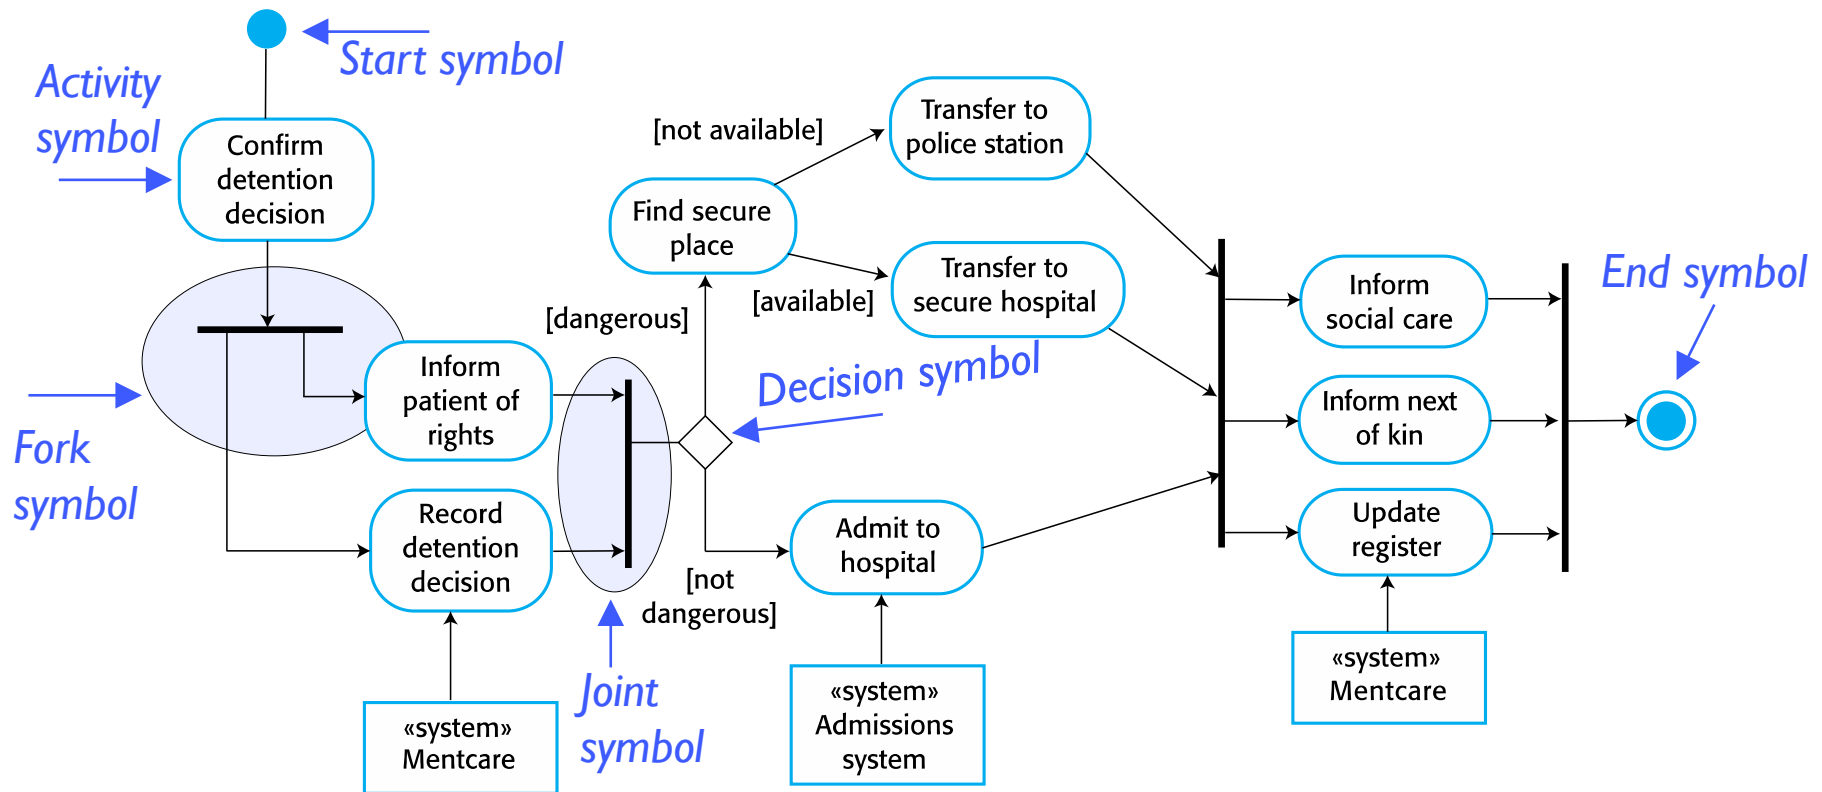 Start symbol
Activity
symbol
Confirm
detention
decision
Fork
symbol
Inform
patient of
rights
Record
detention
decision
«system»
Mentcare
Joint
symbol
[dangerous]
[not
dangerous]
Decision symbol
Find secure
place
[not available]
[available]
Transfer to
police station
Transfer to
secure hospital
Admit to
hospital
«system»
Admissions
system
Inform
social care
Inform next
of kin
Update
register
«system»
Mentcare
End symbol